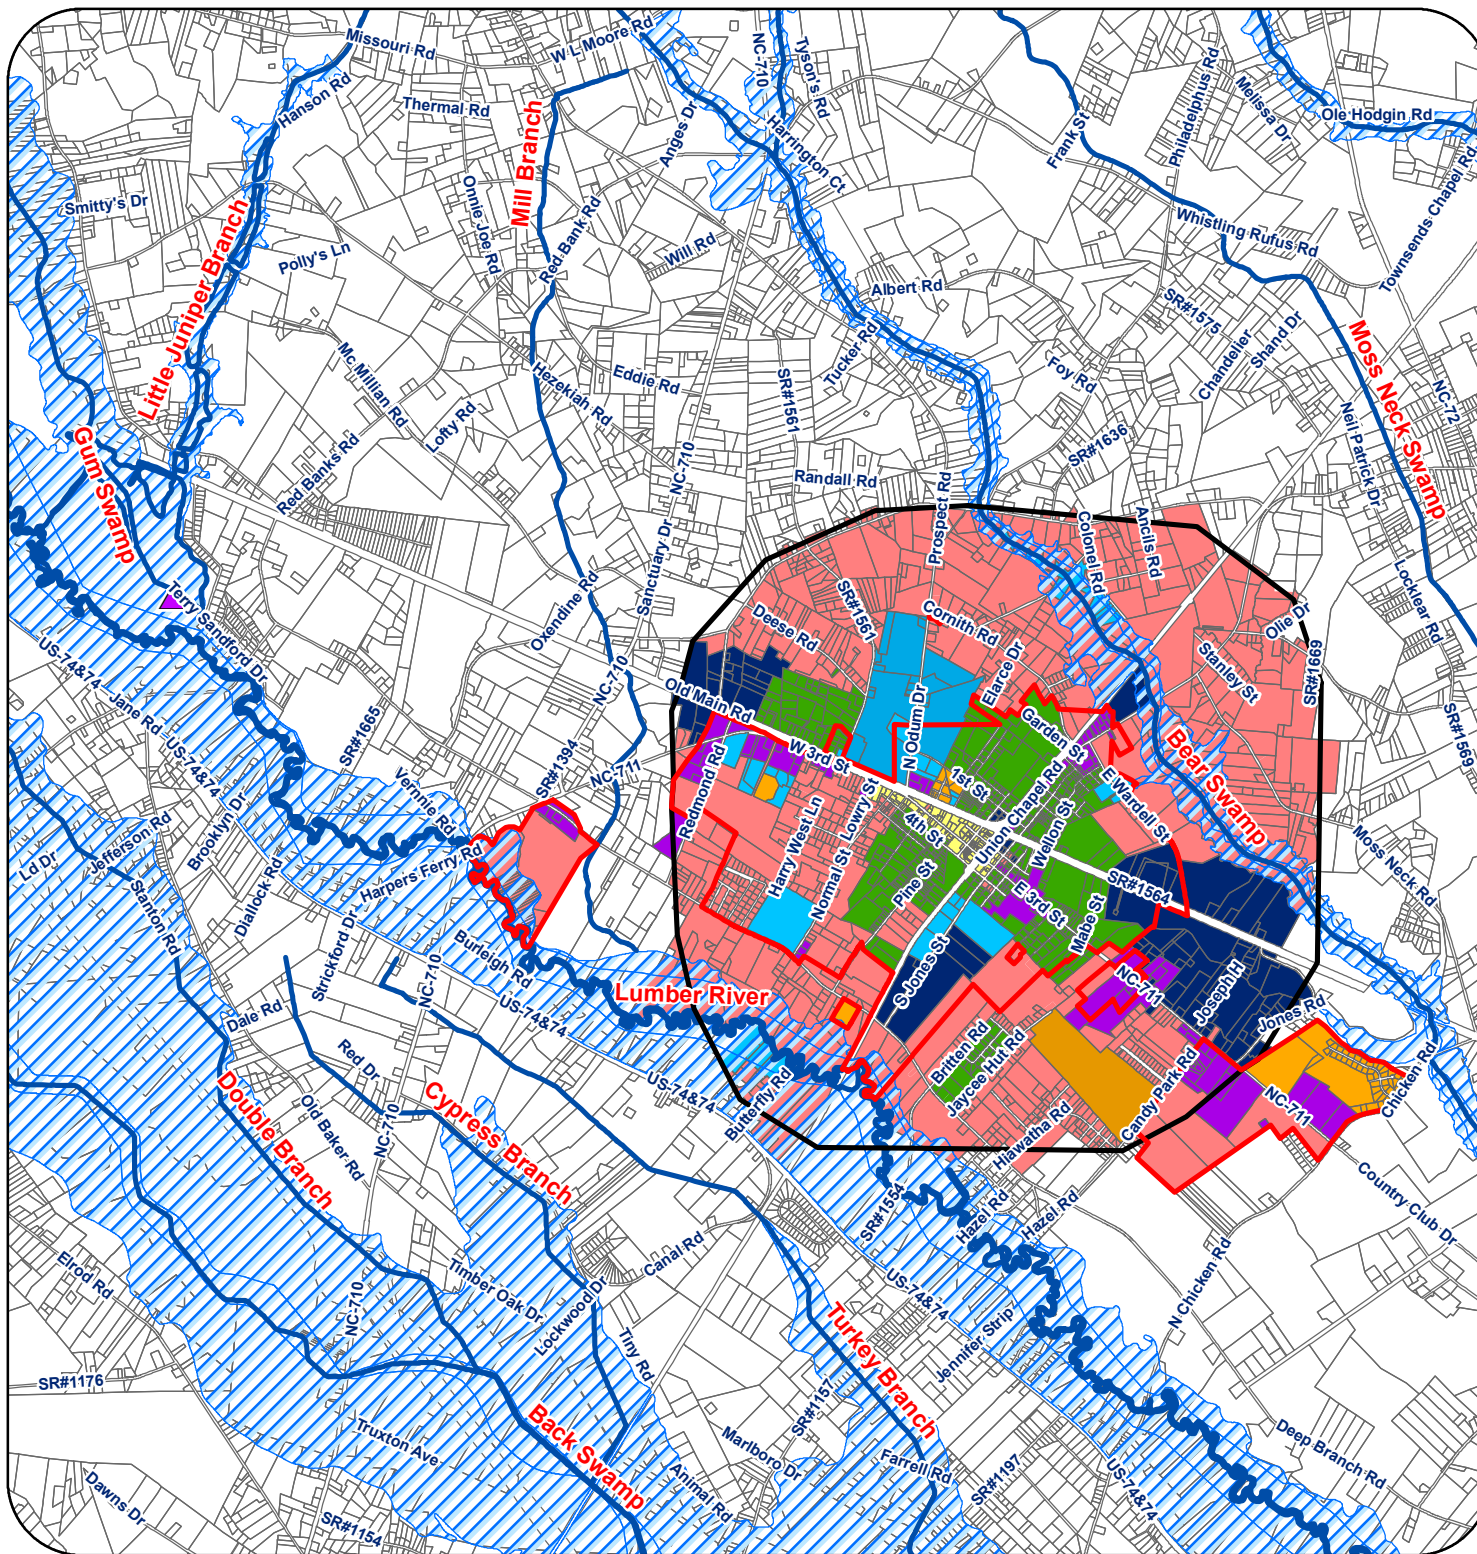 Missouri Rd
W L Moore Rd
NC-710
Tyson's Rd
Hanson Rd
Thermal Rd
Mill Branch
Anges Dr
Harrington Ct
Frank St
Philadelphus Rd
Melissa Dr
Ole Hodgin Rd
Townsends Chapel Rd
Smitty's Dr
Little Juniper Branch
Polly's Ln
Onnie Joe Rd
Red Bank Rd
Will Rd
Whistling Rufus Rd
Albert Rd
SR#1575
Chandelier
Shand Dr
Moss Neck Swamp
NC-72
Mc Millian Rd
Lofty Rd
Hezekiah Rd
Eddie Rd
SR#1561
Tucker Rd
Foy Rd
Neil Patrick Dr
Gum Swamp
Red Banks Rd
NC-710
Randall Rd
Prospect Rd
SR#1636
Colonel Rd
Ancils Rd
Locklear Rd
Terry Sandford Dr
Oxendine Rd
Sanctuary Dr
Deese Rd
SR#1561
Cornith Rd
Elarce Dr
Olie Dr
Stanley St
SR#1669
SR#1569
US-74&74
Jane Rd
US-74&74
SR#1665
NC-710
Old Main Rd
N Odum Dr
Garden St
Bear Swamp
Vernnie Rd
SR#1394
NC-711
Redmond Rd
W 3rd St
1st St
Lowry St
4th St
Union Chapel Rd
Welton St
E Wardell St
Ld Dr
Jefferson Rd
Brooklyn Dr
Dallock Rd
Harpers Ferry Rd
Harry West Ln
Normal St
Pine St
E 3rd St
SR#1564
Moss Neck Rd
Stanton Rd
Strickford Dr
Burleigh Rd
NC-710
US-74&74
Lumber River
S Jones St
Mabe St
NC-711
Joseph H
Jones Rd
Dale Rd
Red Dr
Double Branch
Old Baker Rd
NC-710
Cypress Branch
US-74&74
Butterfly Rd
Britten Rd
Jaycee Hut Rd
Hiawatha Rd
Candy Park Rd
NC-711
Chicken Rd
Country Club Dr
Elrod Rd
NC-710
Timber Oak Dr
Lockwood Dr
Canal Rd
SR#1554
Hazel Rd
Hazel Rd
N Chicken Rd
US-74&74
Jennifer Strip
Tiny Rd
Turkey Branch
SR#1176
Truxton Ave
Back Swamp
Marlboro Dr
SR#1157
Farrell Rd
SR#1197
US-74&74
Deep Branch Rd
Dawns Dr
SR#1154
Animal Rd